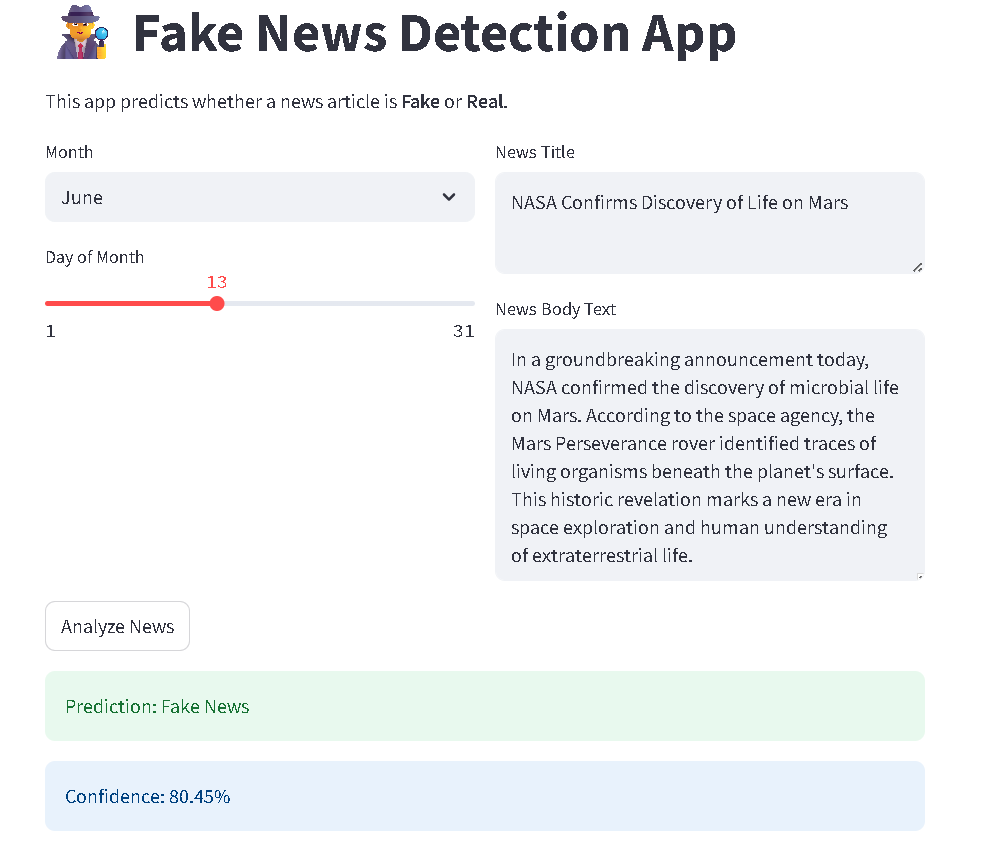 Fake News Detection App
This app predicts whether a news article is Fake or Real.
Month
June
Day of Month
13
1
31
News Title
NASA Confirms Discovery of Life on Mars
News Body Text
In a groundbreaking announcement today,
NASA confirmed the discovery of microbial life
on Mars. According to the space agency, the
Mars Perseverance rover identified traces of
living organisms beneath the planet's surface.
This historic revelation marks a new era in
space exploration and human understanding
of extraterrestrial life.
Analyze News
Prediction: Fake News
Confidence: 80.45%